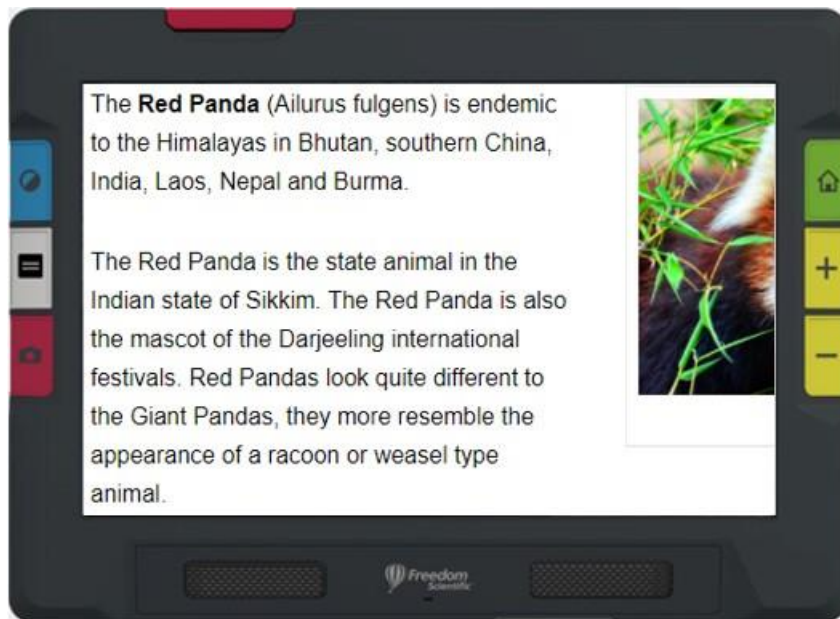 The Red Panda (Ailurus fulgens) is endemic
to the Himalayas in Bhutan, southern China,
India, Laos, Nepal and Burma.
The Red Panda is the state animal in the
Indian state of Sikkim. The Red Panda is also
the mascot of the Darjeeling international
festivals. Red Pandas look quite different to
the Giant Pandas, they more resemble the
appearance of a racoon or weasel type
animal.
Freedom
Scientific